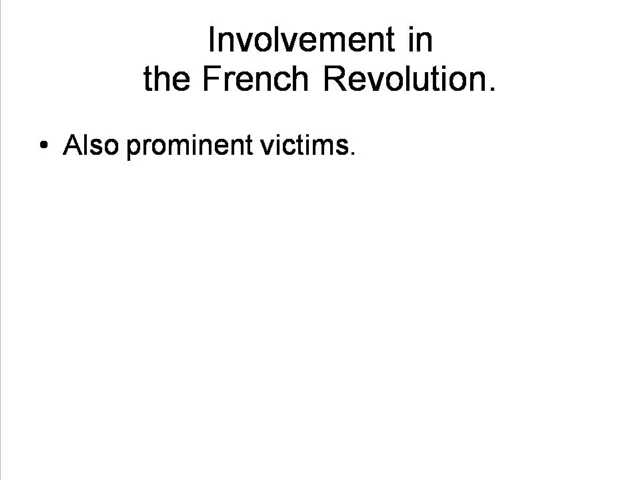 Involvement in
the French Revolution.
• Also prominent victims.